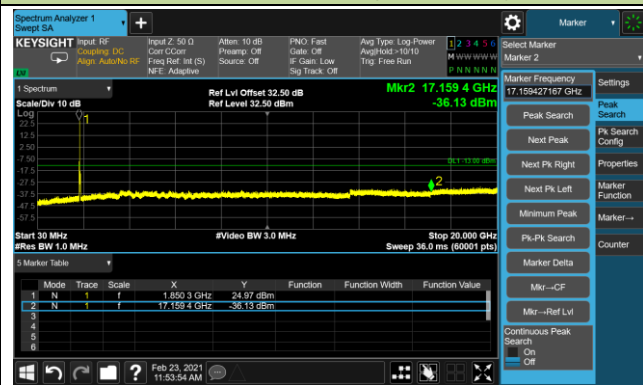 Spectrum Analyzer 1
Swept SA
+
Marker
KEYSIGHT
Input: RF
Coupling: DC
Align: Auto/No RF
Input Z: 50 Ω
Corr CCorr
Freq Ref: Int (S)
NFE: Adaptive
Atten: 10 dB
Preamp: Off
Source: Off
PNO: Fast
Gate: Off
IF Gain: Low
Sig Track: Off
Avg Type: Log-Power
Avg|Hold:>10/10
Trig: Free Run
1 2 3 4 5 6
M W W W W W
P N N N N N
LXI
Select Marker
Marker 2
1 Spectrum
Scale/Div 10 dB
Ref Lvl Offset 32.50 dB
Ref Level 32.50 dBm
Mkr2 17.159 4 GHz
-36.13 dBm
Log
22.5
12.5
2.50
-7.50
-17.5
-27.5
-37.5
-47.5
-57.5
1
DL1 -13.00 dBm
2
Start 30 MHz
#Res BW 1.0 MHz
#Video BW 3.0 MHz
Stop 20.000 GHz
Sweep 36.0 ms (60001 pts)
5 Marker Table
Mode Trace Scale X Y Function Function Width Function Value
1 N 1 f 1.850 3 GHz 24.97 dBm
2 N 1 f 17.159 4 GHz -36.13 dBm
3
4
5
6
Marker Frequency
17.159427167 GHz
Peak Search
Next Peak
Next Pk Right
Next Pk Left
Minimum Peak
Pk-Pk Search
Marker Delta
Mkr→CF
Mkr→Ref Lvl
Continuous Peak
Search
On
Off
Settings
Peak
Search
Pk Search
Config
Properties
Marker
Function
Marker→
Counter
?
Feb 23, 2021
11:53:54 AM